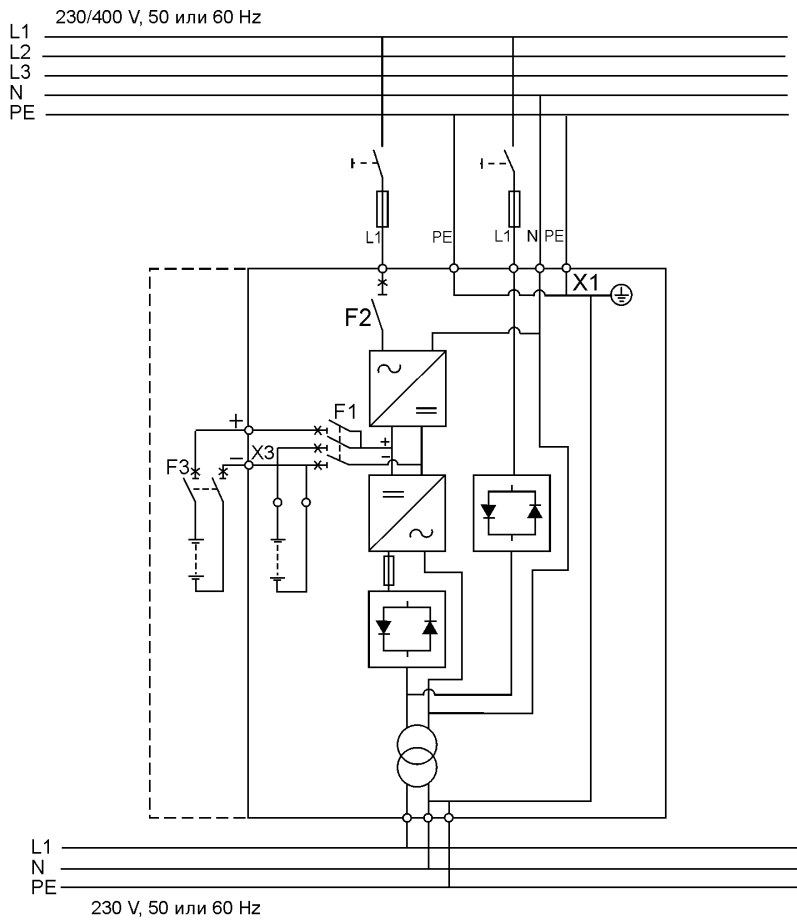 230/400 V, 50 или 60 Hz
L1
L2
L3
N
PE
L1 PE L1 N PE
X1
F2
F1
+
+
− X3
−
F3
L1
N
PE
230 V, 50 или 60 Hz